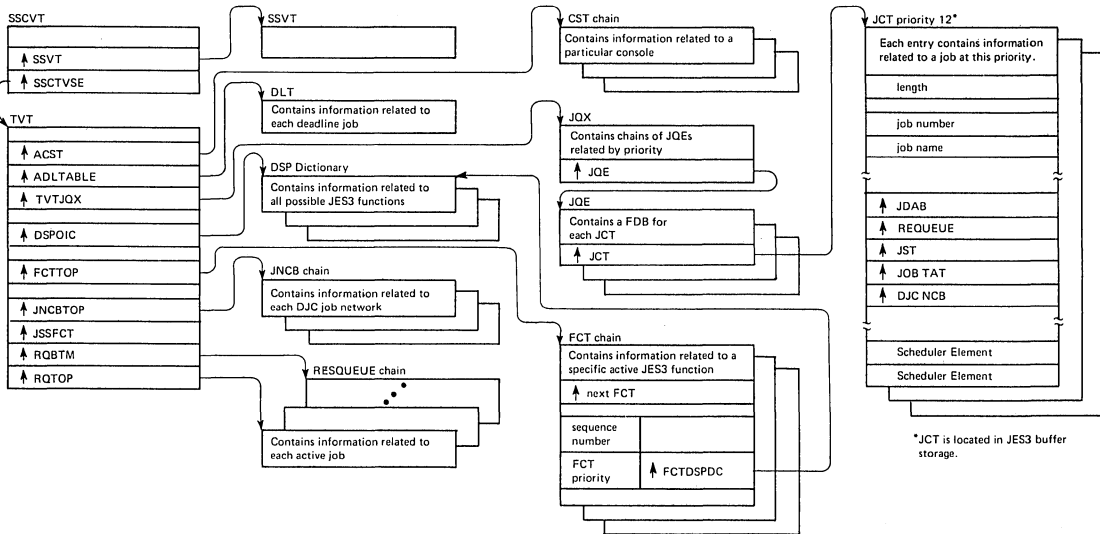 SSCVT
↑ SSVT
↑ SSCTVSE
TVT
↑ ACST
↑ ADLTABLE
↑ TVTJQX
↑ DSPOIC
↑ FCTTOP
↑ JNCBTOP
↑ JSSFCT
↑ RQBTM
↑ RQTOP
SSVT
DLT
Contains information related to
each deadline job
DSP Dictionary
Contains information related to
all possible JES3 functions
JNCB chain
Contains information related to
each DJC job network
RESQUEUE chain
Contains information related to
each active job
CST chain
Contains information related to a
particular console
JQX
Contains chains of JQEs
related by priority
↑ JQE
JQE
Contains a FDB for
each JCT
↑ JCT
FCT chain
Contains information related to a
specific active JES3 function
↑ next FCT
sequence
number
FCT
priority
↑ FCTDSPDC
JCT priority 12*
Each entry contains information
related to a job at this priority.
length
job number
job name
↑ JDAB
↑ REQUEUE
↑ JST
↑ JOB TAT
↑ DJC NCB
Scheduler Element
Scheduler Element
*JCT is located in JES3 buffer
storage.